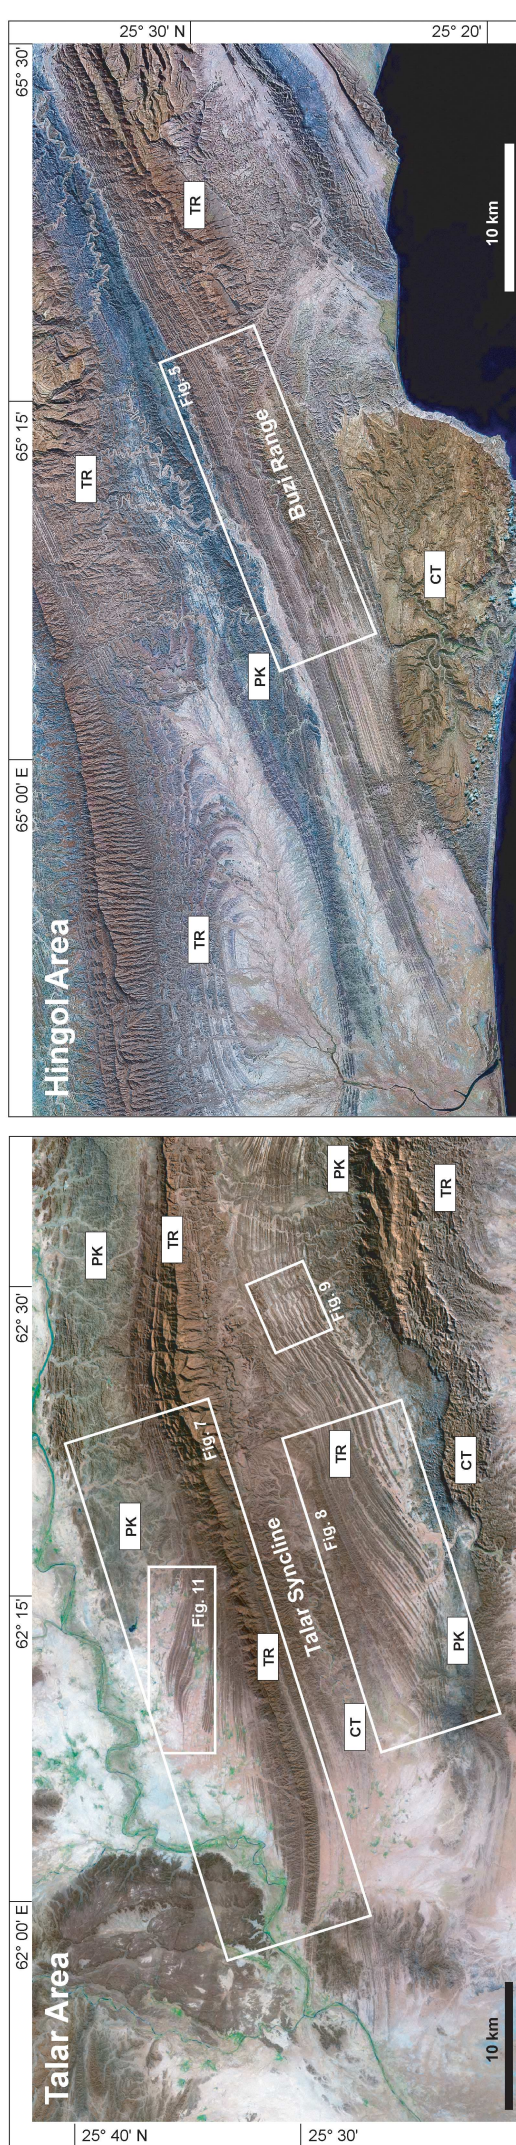 Hingol Area
25° 30' N
25° 20'
65° 30'
65° 15'
65° 00' E
TR
TR
TR
PK
CT
Fig. 5
Buzi Range
10 km
Talar Area
62° 30'
62° 15'
62° 00' E
25° 40' N
25° 30'
PK
TR
PK
TR
Fig. 9
Fig. 7
PK
TR
CT
Fig. 8
Talar Syncline
Fig. 11
TR
PK
CT
10 km